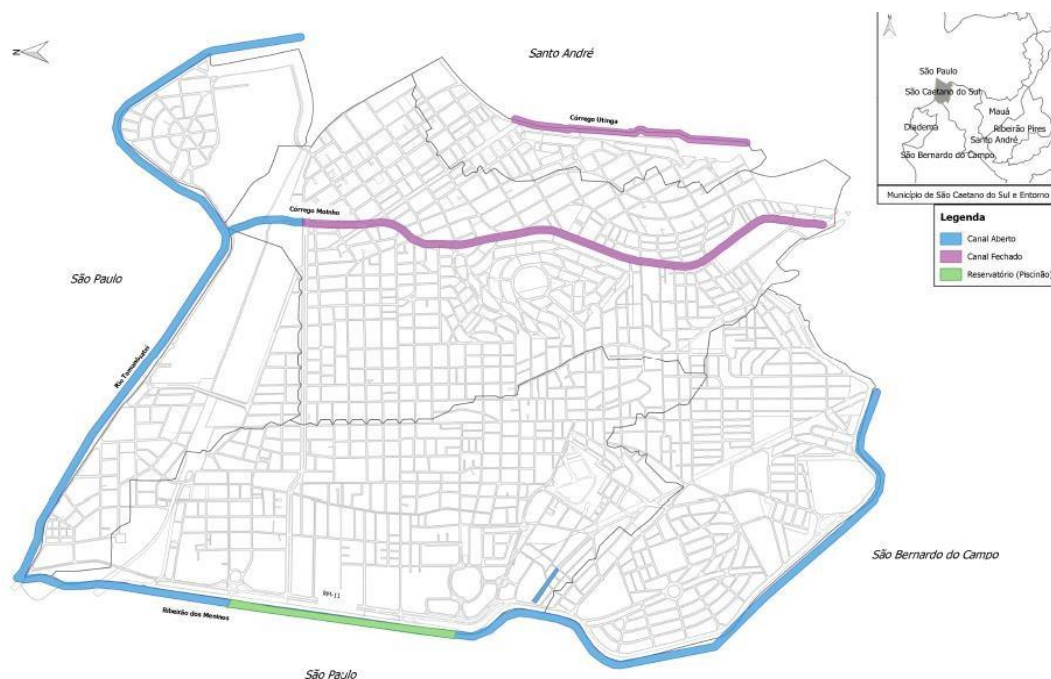 N
Santo André
N
São Paulo
São Caetano do Sul
Mauá
Diadema
Ribeirão Pires
Santo André
São Bernardo do Campo
Município de São Caetano do Sul e Entorno
Legenda
Canal Aberto
Canal Fechado
Reservatório (Piscinão)
Córrego Utinga
Córrego Moinho
São Paulo
Rio Tamanduateí
São Bernardo do Campo
RM-11
Ribeirão dos Meninos
São Paulo